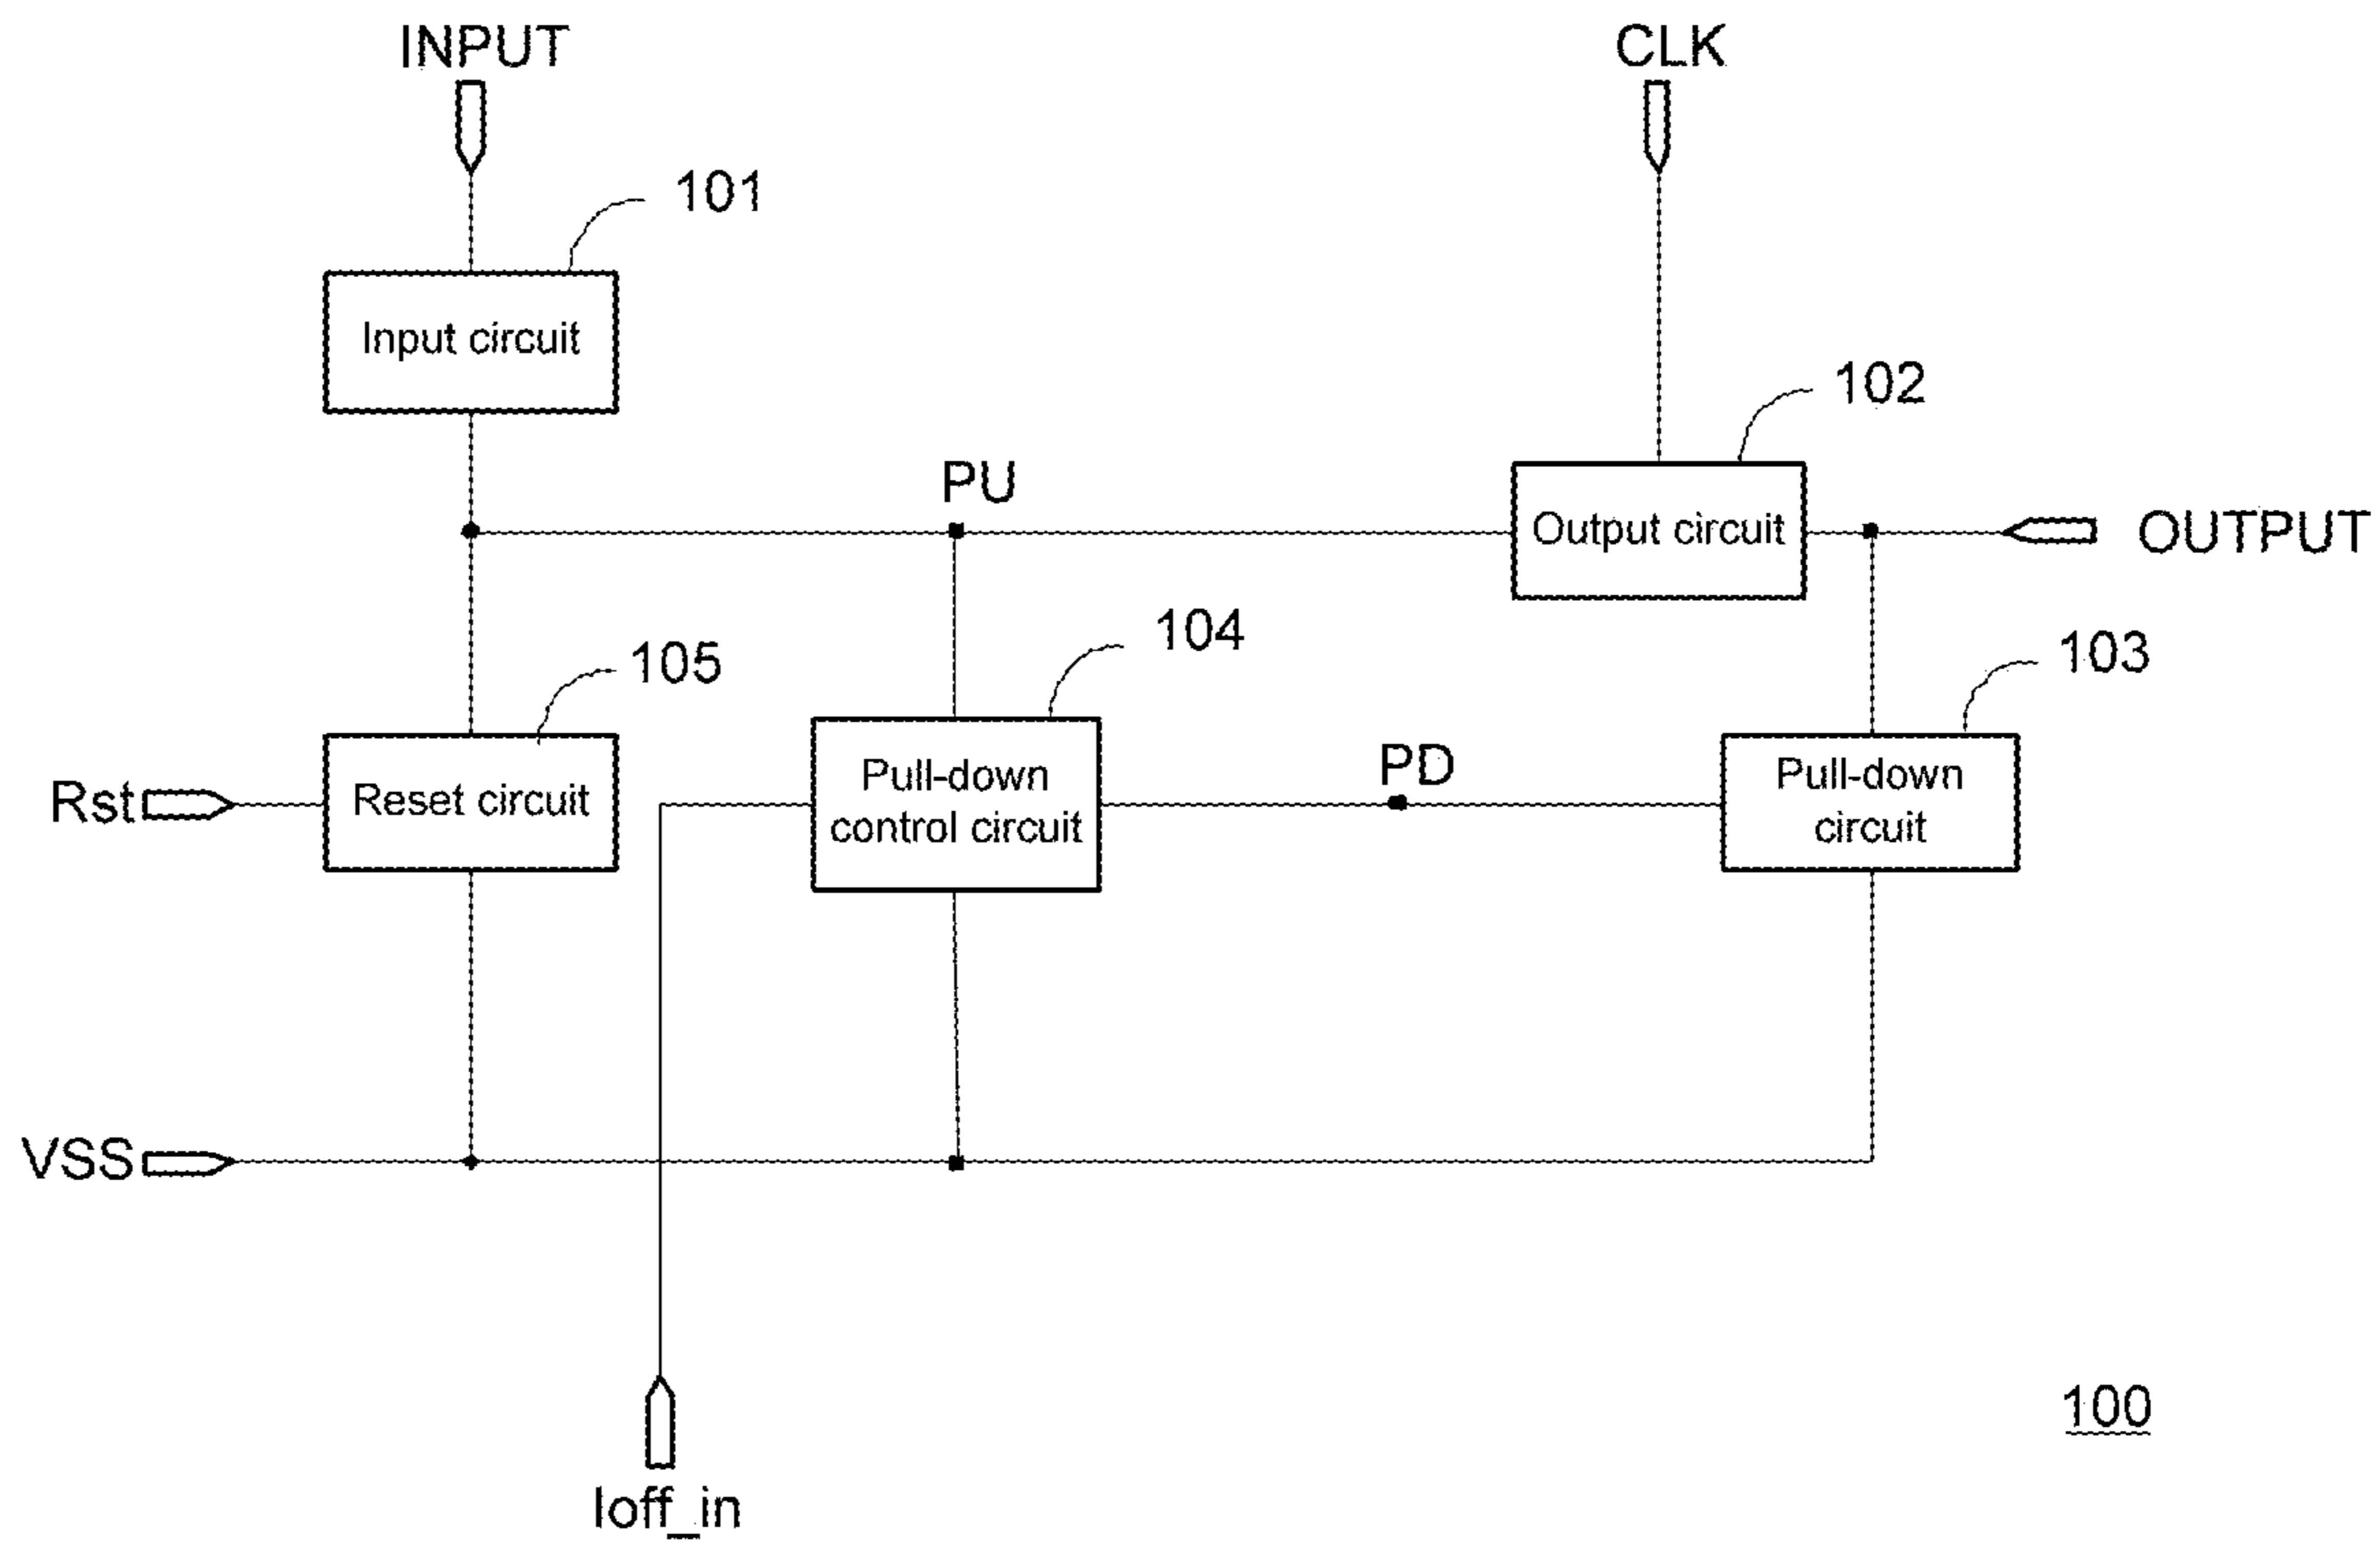 INPUT
CLK
101
Input circuit
102
PU
Output circuit
OUTPUT
104
103
105
Pull-down
control circuit
PD
Pull-down
circuit
Rst
Reset circuit
VSS
100
Ioff_in